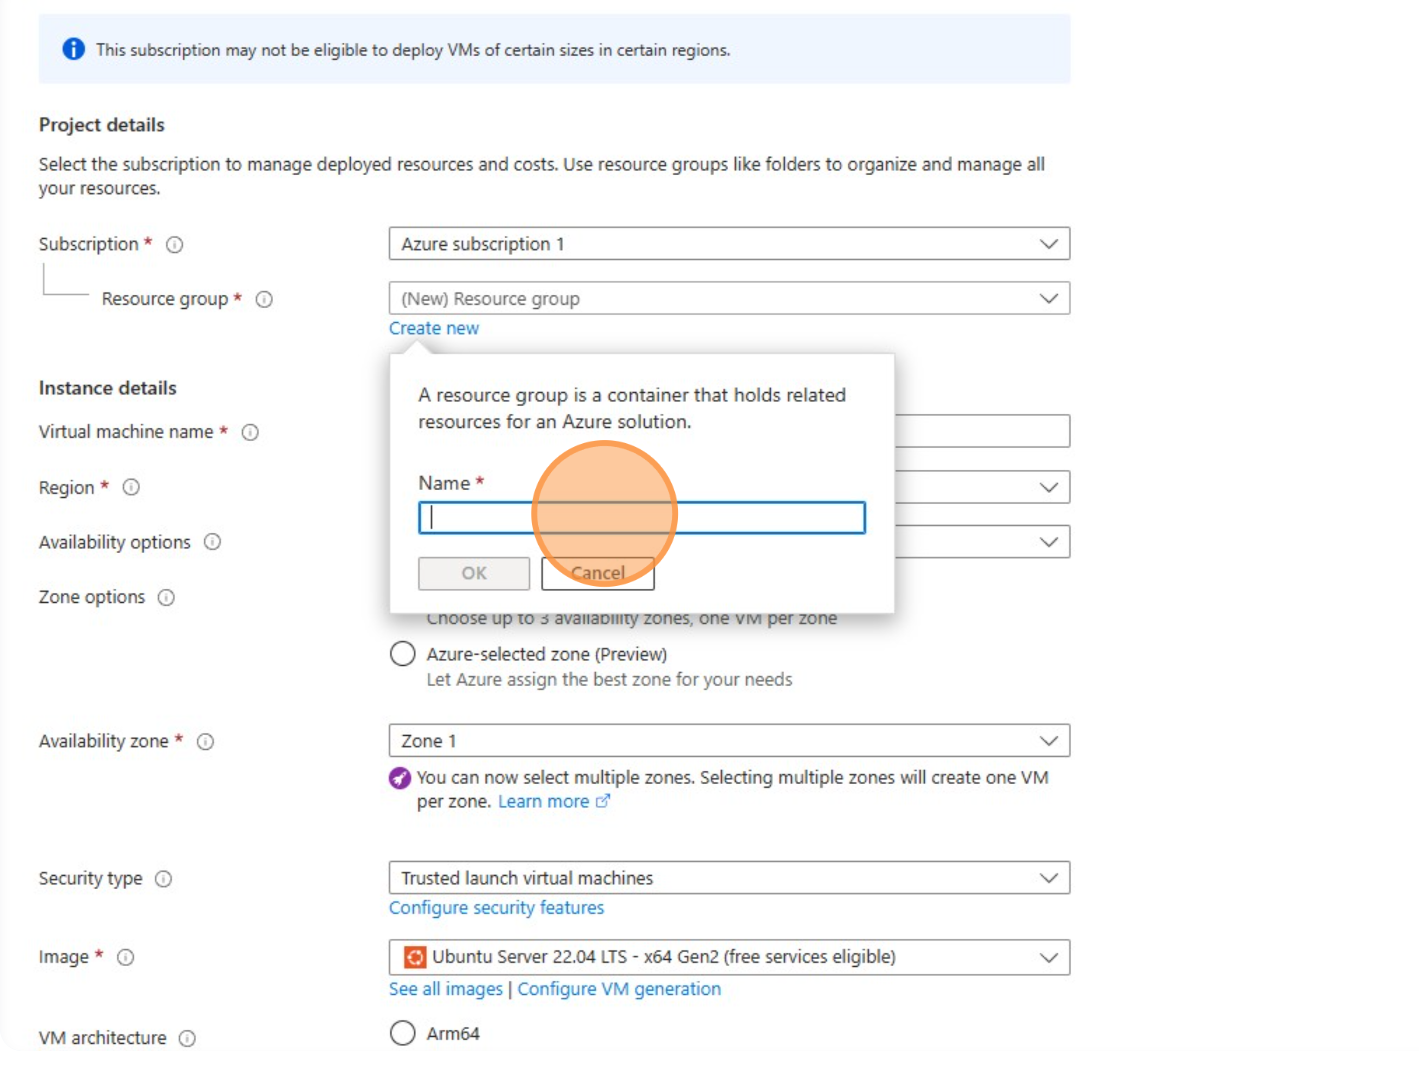 This subscription may not be eligible to deploy VMs of certain sizes in certain regions.
Project details
Select the subscription to manage deployed resources and costs. Use resource groups like folders to organize and manage all
your resources.
Subscription *
Azure subscription 1
Resource group *
(New) Resource group
Create new
A resource group is a container that holds related
resources for an Azure solution.
Name *
OK
Cancel
Instance details
Virtual machine name *
Region *
Availability options
Zone options
Choose up to 3 availability zones, one VM per zone
Azure-selected zone (Preview)
Let Azure assign the best zone for your needs
Availability zone *
Zone 1
You can now select multiple zones. Selecting multiple zones will create one VM
per zone. Learn more
Security type
Trusted launch virtual machines
Configure security features
Image *
Ubuntu Server 22.04 LTS - x64 Gen2 (free services eligible)
See all images | Configure VM generation
VM architecture
Arm64